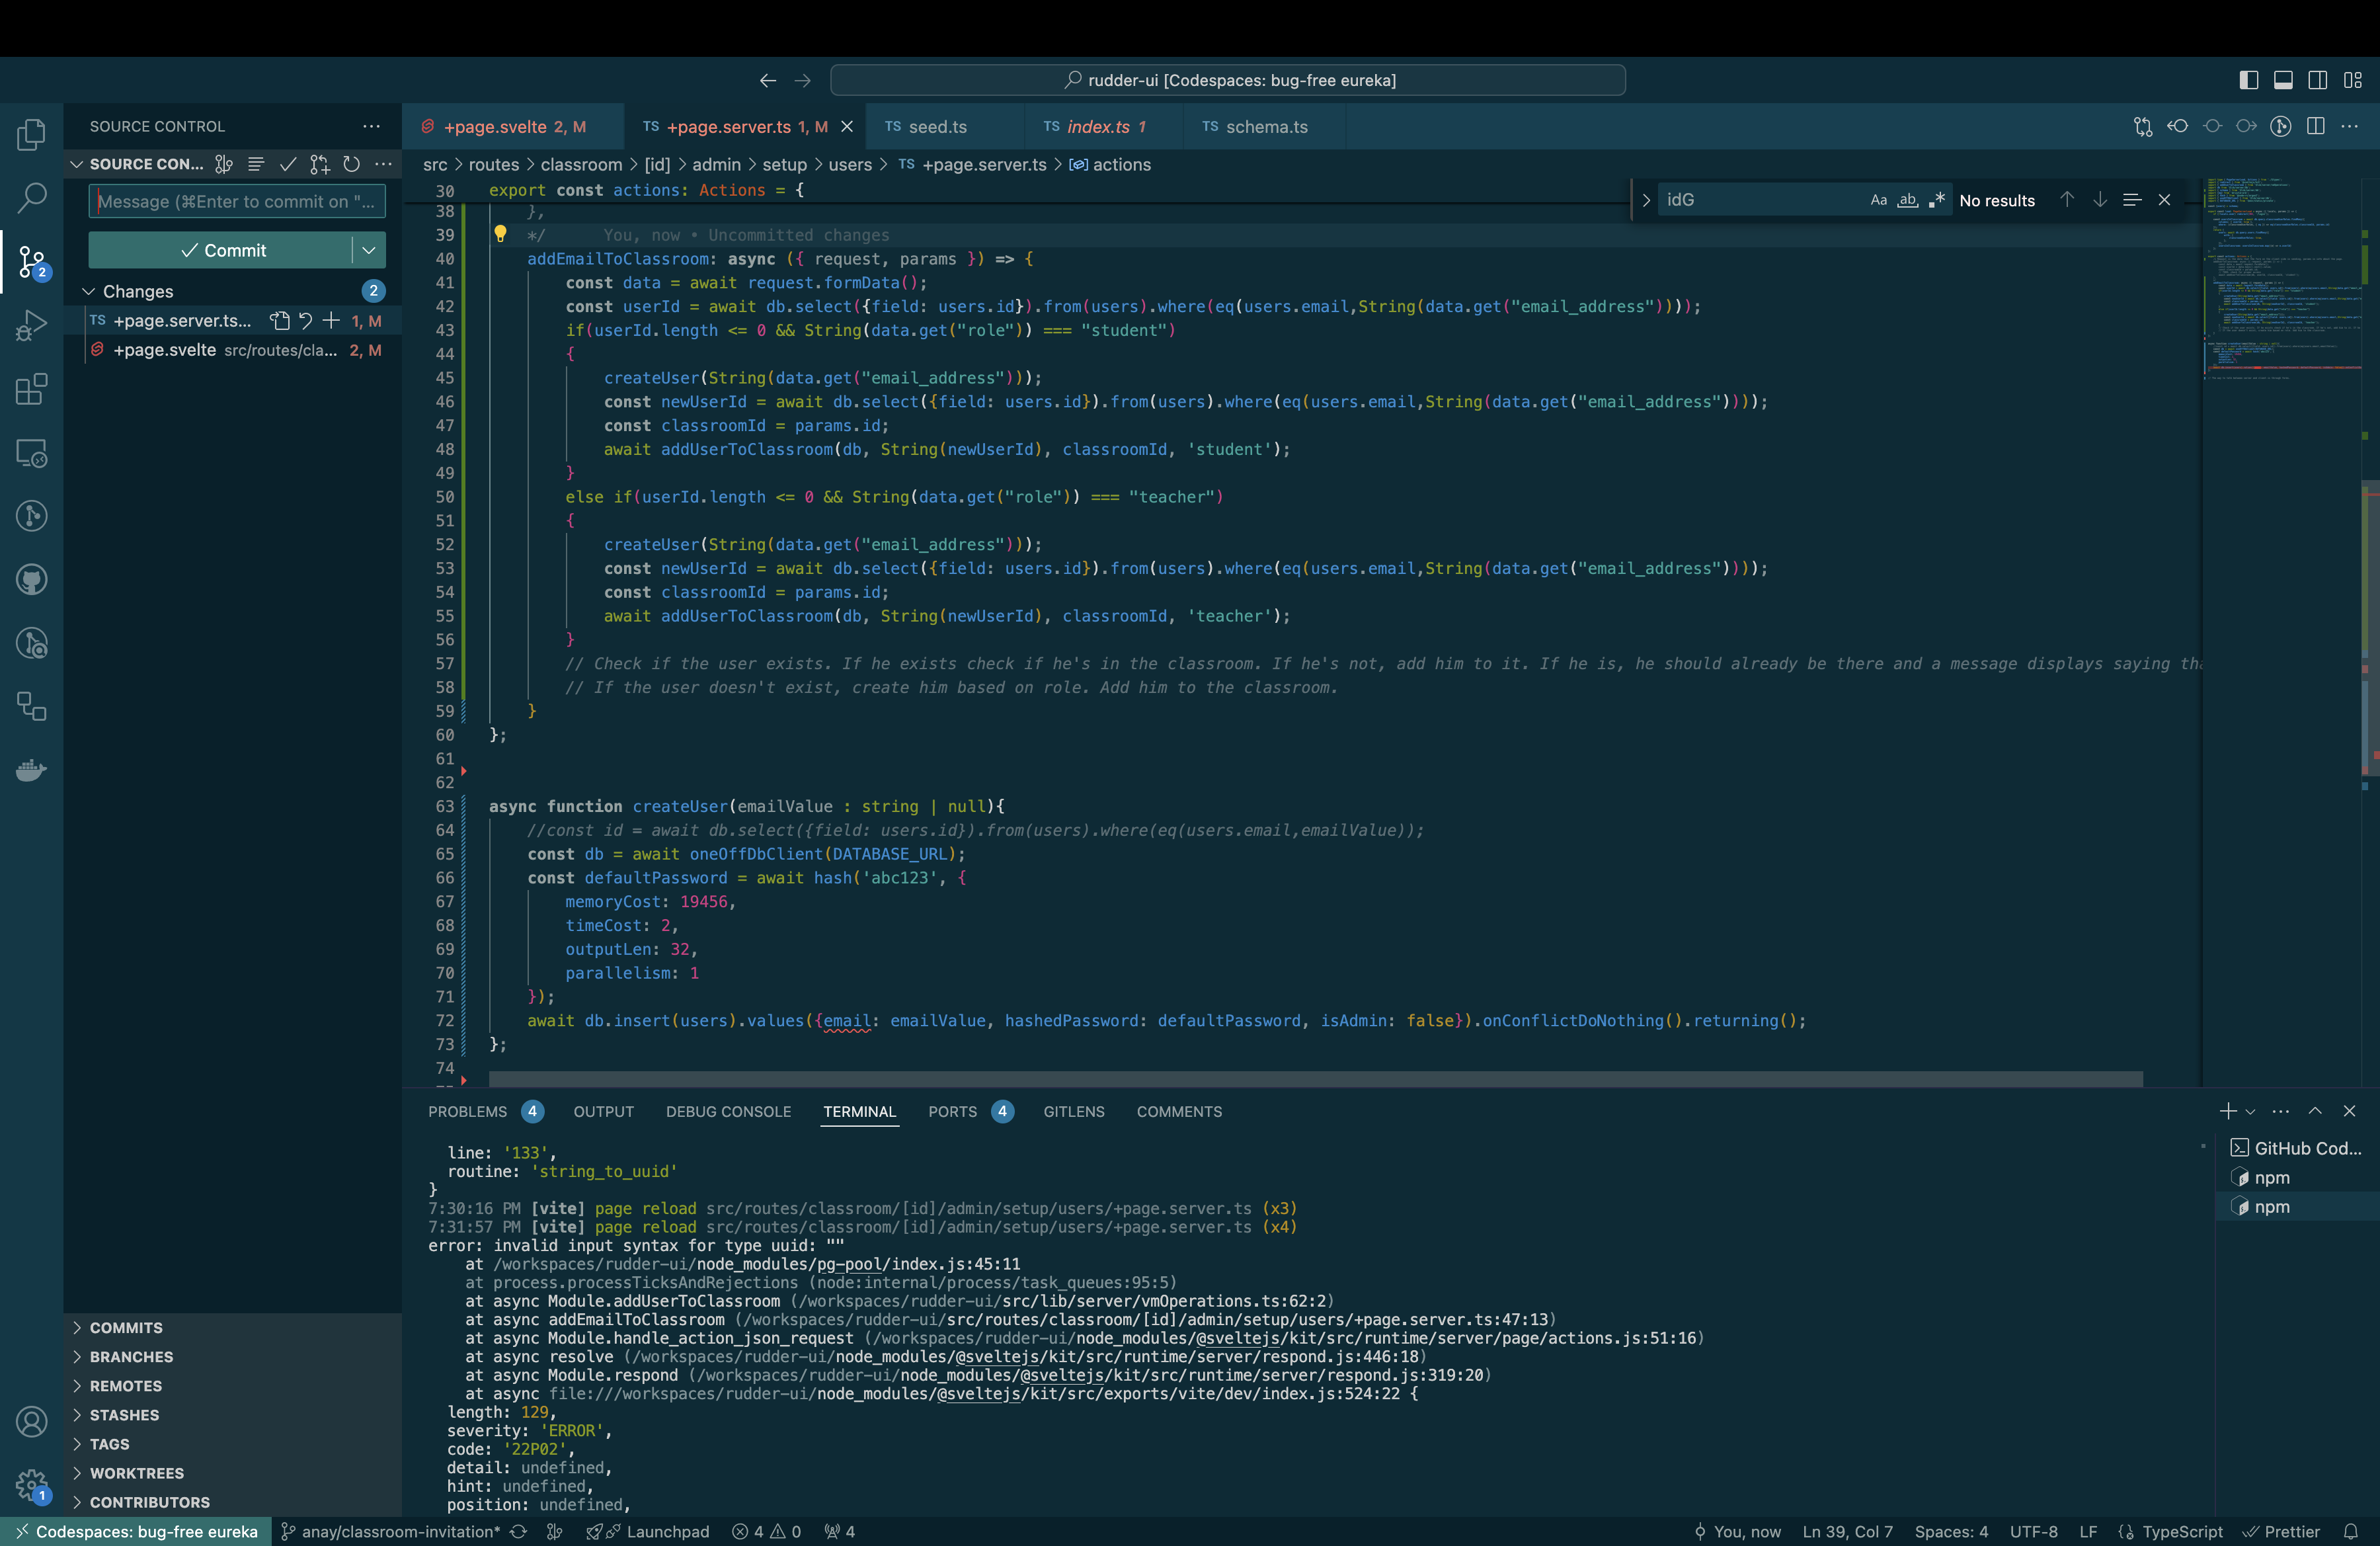 rudder-ui [Codespaces: bug-free eureka]
SOURCE CONTROL
+page.svelte 2, M
TS +page.server.ts 1, M
TS seed.ts
TS index.ts 1
TS schema.ts
SOURCE CON...
src > routes > classroom > [id] > admin > setup > users > TS +page.server.ts > actions
Message (⌘Enter to commit on "...
Commit
Changes 2
TS +page.server.ts... 1, M
+page.svelte src/routes/cla... 2, M
idG Aa ab .* No results
30 export const actions: Actions = {
38 },
39 */ You, now • Uncommitted changes
40 addEmailToClassroom: async ({ request, params }) => {
41 const data = await request.formData();
42 const userId = await db.select({field: users.id}).from(users).where(eq(users.email,String(data.get("email_address"))));
43 if(userId.length <= 0 && String(data.get("role")) === "student")
44 {
45 createUser(String(data.get("email_address")));
46 const newUserId = await db.select({field: users.id}).from(users).where(eq(users.email,String(data.get("email_address"))));
47 const classroomId = params.id;
48 await addUserToClassroom(db, String(newUserId), classroomId, 'student');
49 }
50 else if(userId.length <= 0 && String(data.get("role")) === "teacher")
51 {
52 createUser(String(data.get("email_address")));
53 const newUserId = await db.select({field: users.id}).from(users).where(eq(users.email,String(data.get("email_address"))));
54 const classroomId = params.id;
55 await addUserToClassroom(db, String(newUserId), classroomId, 'teacher');
56 }
57 // Check if the user exists. If he exists check if he's in the classroom. If he's not, add him to it. If he is, he should already be there and a message displays saying th
58 // If the user doesn't exist, create him based on role. Add him to the classroom.
59 }
60 };
61
62
63 async function createUser(emailValue : string | null){
64 //const id = await db.select({field: users.id}).from(users).where(eq(users.email,emailValue));
65 const db = await oneOffDbClient(DATABASE_URL);
66 const defaultPassword = await hash('abc123', {
67 memoryCost: 19456,
68 timeCost: 2,
69 outputLen: 32,
70 parallelism: 1
71 });
72 await db.insert(users).values({email: emailValue, hashedPassword: defaultPassword, isAdmin: false}).onConflictDoNothing().returning();
73 };
74
PROBLEMS 4 OUTPUT DEBUG CONSOLE TERMINAL PORTS 4 GITLENS COMMENTS
line: '133',
routine: 'string_to_uuid'
}
7:30:16 PM [vite] page reload src/routes/classroom/[id]/admin/setup/users/+page.server.ts (x3)
7:31:57 PM [vite] page reload src/routes/classroom/[id]/admin/setup/users/+page.server.ts (x4)
error: invalid input syntax for type uuid: ""
at /workspaces/rudder-ui/node_modules/pg-pool/index.js:45:11
at process.processTicksAndRejections (node:internal/process/task_queues:95:5)
at async Module.addUserToClassroom (/workspaces/rudder-ui/src/lib/server/vmOperations.ts:62:2)
at async addEmailToClassroom (/workspaces/rudder-ui/src/routes/classroom/[id]/admin/setup/users/+page.server.ts:47:13)
at async Module.handle_action_json_request (/workspaces/rudder-ui/node_modules/@sveltejs/kit/src/runtime/server/page/actions.js:51:16)
at async resolve (/workspaces/rudder-ui/node_modules/@sveltejs/kit/src/runtime/server/respond.js:446:18)
at async Module.respond (/workspaces/rudder-ui/node_modules/@sveltejs/kit/src/runtime/server/respond.js:319:20)
at async file:///workspaces/rudder-ui/node_modules/@sveltejs/kit/src/exports/vite/dev/index.js:524:22 {
length: 129,
severity: 'ERROR',
code: '22P02',
detail: undefined,
hint: undefined,
position: undefined,
GitHub Cod...
npm
npm
COMMITS
BRANCHES
REMOTES
STASHES
TAGS
WORKTREES
CONTRIBUTORS
2
1
Codespaces: bug-free eureka anay/classroom-invitation* Launchpad 4 0 4 You, now Ln 39, Col 7 Spaces: 4 UTF-8 LF TypeScript Prettier